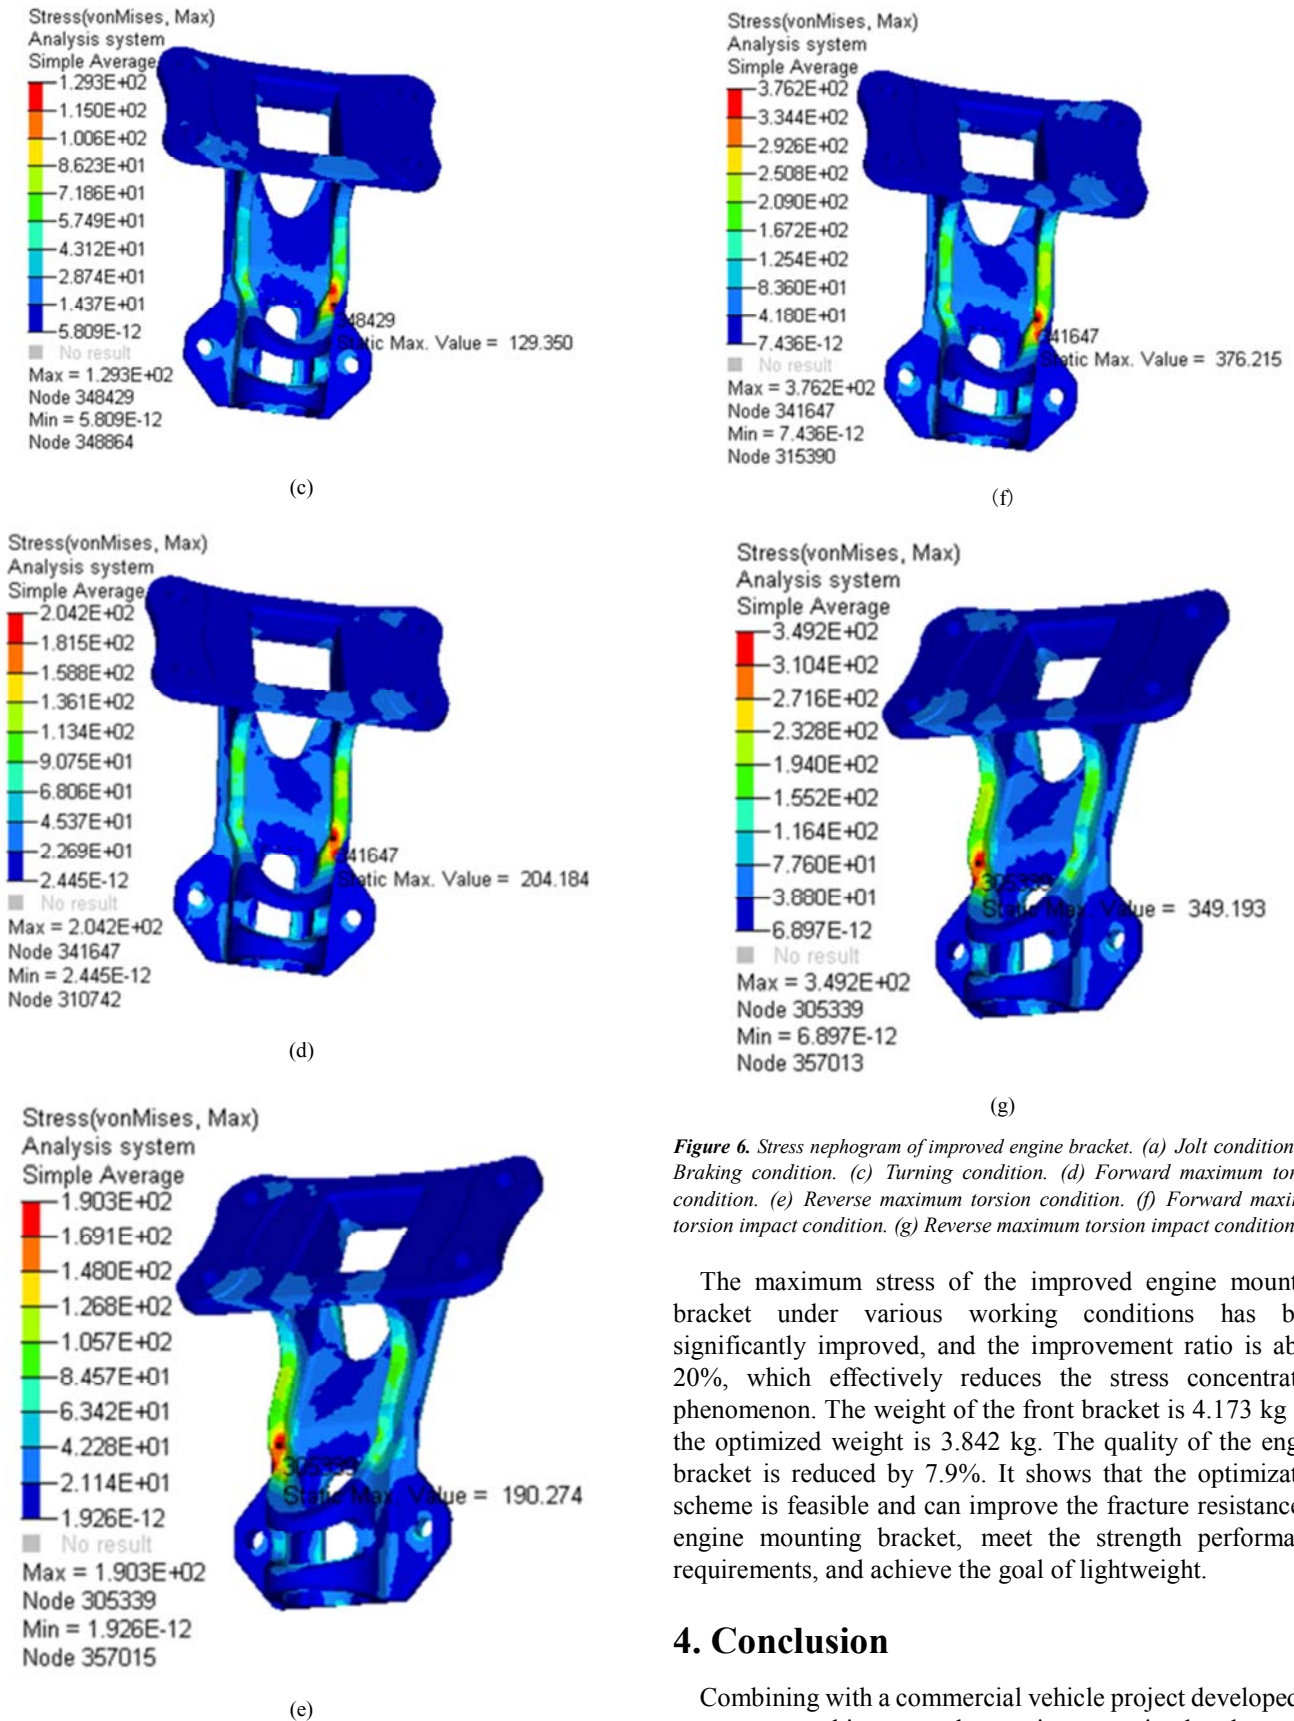 Stress(vonMises, Max)
Analysis system
Simple Average
1.293E+02
1.150E+02
1.006E+02
8.623E+01
7.186E+01
5.749E+01
4.312E+01
2.874E+01
1.437E+01
5.809E-12
No result
Max = 1.293E+02
Node 348429
Min = 5.809E-12
Node 348864
348429
Static Max. Value = 129.350
(c)
Stress(vonMises, Max)
Analysis system
Simple Average
2.042E+02
1.815E+02
1.588E+02
1.361E+02
1.134E+02
9.075E+01
6.806E+01
4.537E+01
2.269E+01
2.445E-12
No result
Max = 2.042E+02
Node 341647
Min = 2.445E-12
Node 310742
341647
Static Max. Value = 204.184
(d)
Stress(vonMises, Max)
Analysis system
Simple Average
1.903E+02
1.691E+02
1.480E+02
1.268E+02
1.057E+02
8.457E+01
6.342E+01
4.228E+01
2.114E+01
1.926E-12
No result
Max = 1.903E+02
Node 305339
Min = 1.926E-12
Node 357015
305339
Static Max. Value = 190.274
(e)
Stress(vonMises, Max)
Analysis system
Simple Average
3.762E+02
3.344E+02
2.926E+02
2.508E+02
2.090E+02
1.672E+02
1.254E+02
8.360E+01
4.180E+01
7.436E-12
No result
Max = 3.762E+02
Node 341647
Min = 7.436E-12
Node 315390
341647
Static Max. Value = 376.215
(f)
Stress(vonMises, Max)
Analysis system
Simple Average
3.492E+02
3.104E+02
2.716E+02
2.328E+02
1.940E+02
1.552E+02
1.164E+02
7.760E+01
3.880E+01
6.897E-12
No result
Max = 3.492E+02
Node 305339
Min = 6.897E-12
Node 357013
305339
Static Max. Value = 349.193
(g)
Figure 6. Stress nephogram of improved engine bracket. (a) Jolt condition
Braking condition. (c) Turning condition. (d) Forward maximum tor
condition. (e) Reverse maximum torsion condition. (f) Forward maxi
torsion impact condition. (g) Reverse maximum torsion impact condition
The maximum stress of the improved engine mount
bracket under various working conditions has b
significantly improved, and the improvement ratio is ab
20%, which effectively reduces the stress concentrat
phenomenon. The weight of the front bracket is 4.173 kg
the optimized weight is 3.842 kg. The quality of the eng
bracket is reduced by 7.9%. It shows that the optimizat
scheme is feasible and can improve the fracture resistance
engine mounting bracket, meet the strength performa
requirements, and achieve the goal of lightweight.
4. Conclusion
Combining with a commercial vehicle project developed